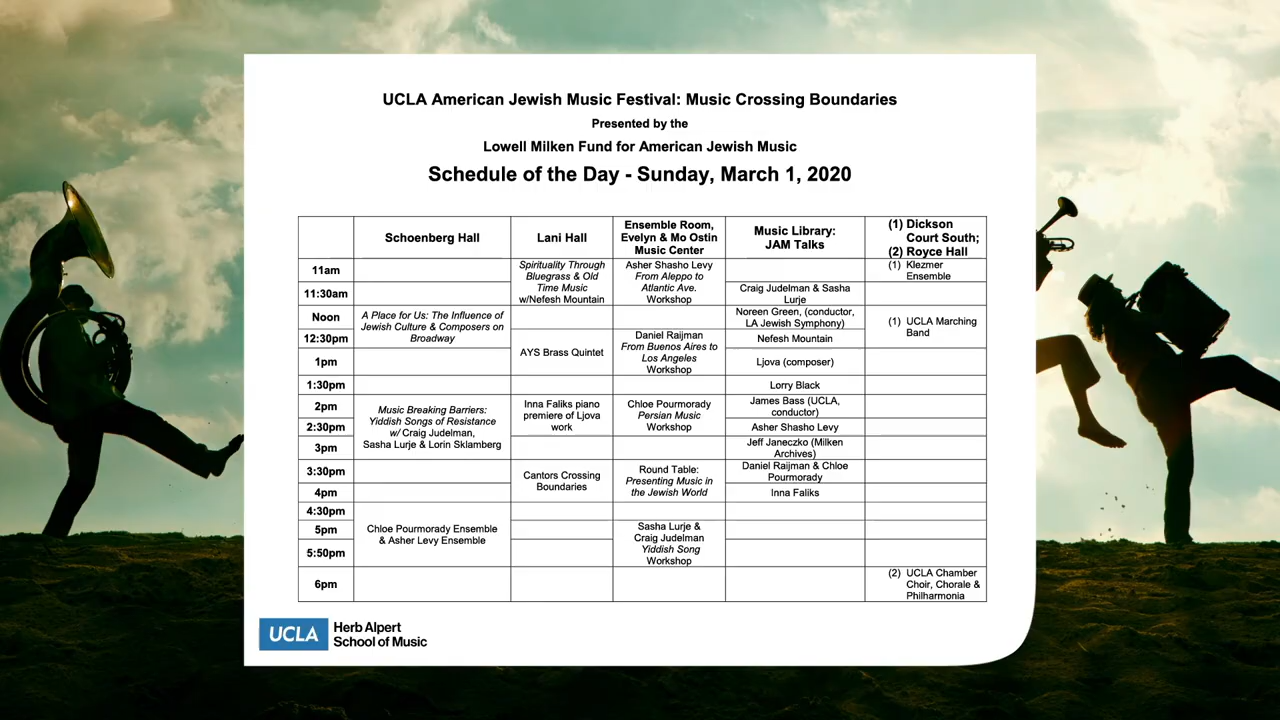 UCLA American Jewish Music Festival: Music Crossing Boundaries
Presented by the
Lowell Milken Fund for American Jewish Music
Schedule of the Day - Sunday, March 1, 2020
Schoenberg Hall
Lani Hall
Ensemble Room,
Evelyn & Mo Ostin
Music Center
Music Library:
JAM Talks
(1) Dickson
Court South;
(2) Royce Hall
11am
Spirituality Through
Bluegrass & Old
Time Music
w/Nefesh Mountain
Asher Shasho Levy
From Aleppo to
Atlantic Ave.
Workshop
(1) Klezmer
Ensemble
11:30am
Craig Judelman & Sasha
Lurje
Noon
A Place for Us: The Influence of
Jewish Culture & Composers on
Broadway
Noreen Green, (conductor,
LA Jewish Symphony)
(1) UCLA Marching
Band
12:30pm
AYS Brass Quintet
Daniel Raijman
From Buenos Aires to
Los Angeles
Workshop
Nefesh Mountain
1pm
Ljova (composer)
1:30pm
Lorry Black
2pm
Music Breaking Barriers:
Yiddish Songs of Resistance
w/ Craig Judelman,
Sasha Lurje & Lorin Sklamberg
Inna Faliks piano
premiere of Ljova
work
Chloe Pourmorady
Persian Music
Workshop
James Bass (UCLA,
conductor)
2:30pm
Asher Shasho Levy
3pm
Jeff Janeczko (Milken
Archives)
3:30pm
Cantors Crossing
Boundaries
Round Table:
Presenting Music in
the Jewish World
Daniel Raijman & Chloe
Pourmorady
4pm
Inna Faliks
4:30pm
Chloe Pourmorady Ensemble
& Asher Levy Ensemble
5pm
Sasha Lurje &
Craig Judelman
Yiddish Song
Workshop
5:50pm
6pm
(2) UCLA Chamber
Choir, Chorale &
Philharmonia
UCLA
Herb Alpert
School of Music